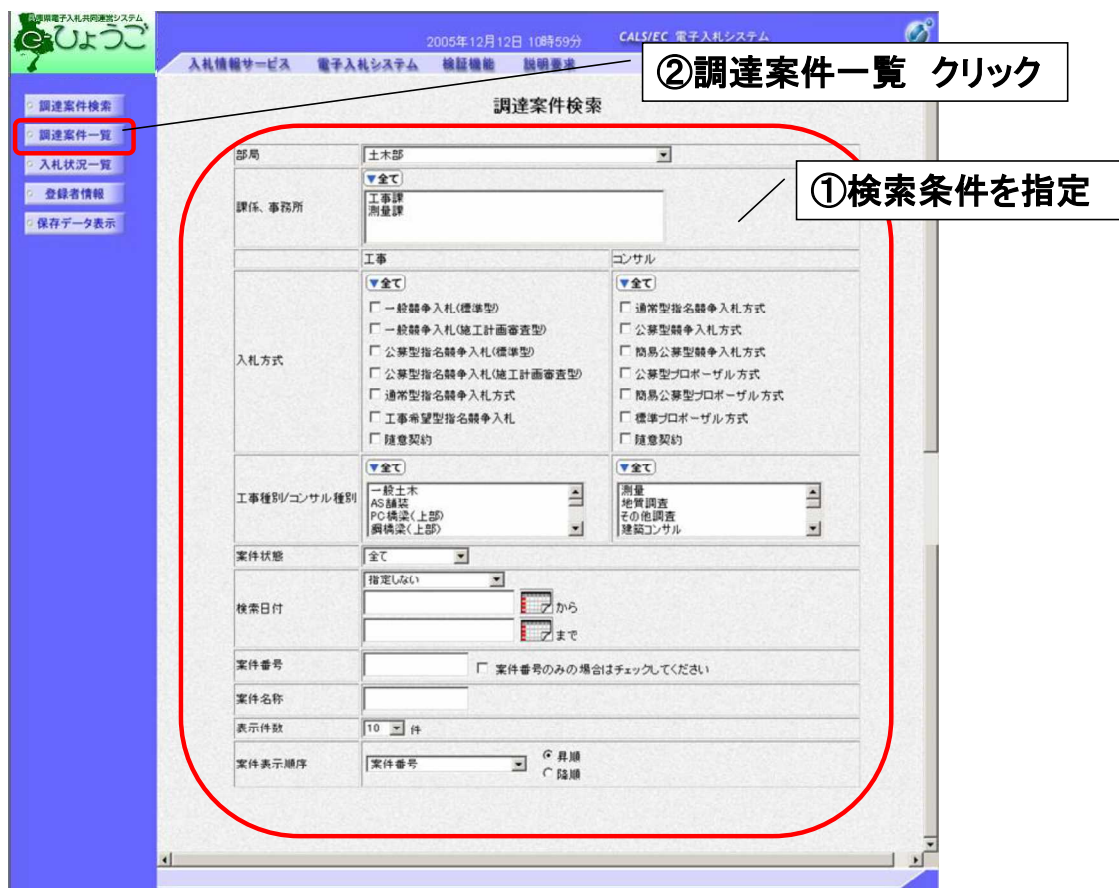 兵庫県電子入札共同運営システム
e-ひょうご
2005年12月12日 10時59分
CALS/EC 電子入札システム
入札情報サービス 電子入札システム 検証機能 説明要求
②調達案件一覧 クリック
調達案件検索
調達案件一覧
入札状況一覧
登録者情報
保存データ表示
調達案件検索
①検索条件を指定
部局 土木部
▼全て
課係、事務所
工事課
測量課
工事 コンサル
▼全て ▼全て
入札方式
一般競争入札(標準型) 通常型指名競争入札方式
一般競争入札(施工計画審査型) 公募型競争入札方式
公募型指名競争入札(標準型) 簡易公募型競争入札方式
公募型指名競争入札(施工計画審査型) 公募型プロポーザル方式
通常型指名競争入札方式 簡易公募型プロポーザル方式
工事希望型指名競争入札 標準プロポーザル方式
随意契約 随意契約
▼全て ▼全て
工事種別/コンサル種別
一般土木 測量
AS舗装 地質調査
PC橋梁(上部) その他調査
鋼橋梁(上部) 建築コンサル
案件状態 全て
検索日付 指定しない
から
まで
案件番号 案件番号のみの場合はチェックしてください
案件名称
表示件数 10 件
案件表示順序 案件番号 昇順
降順